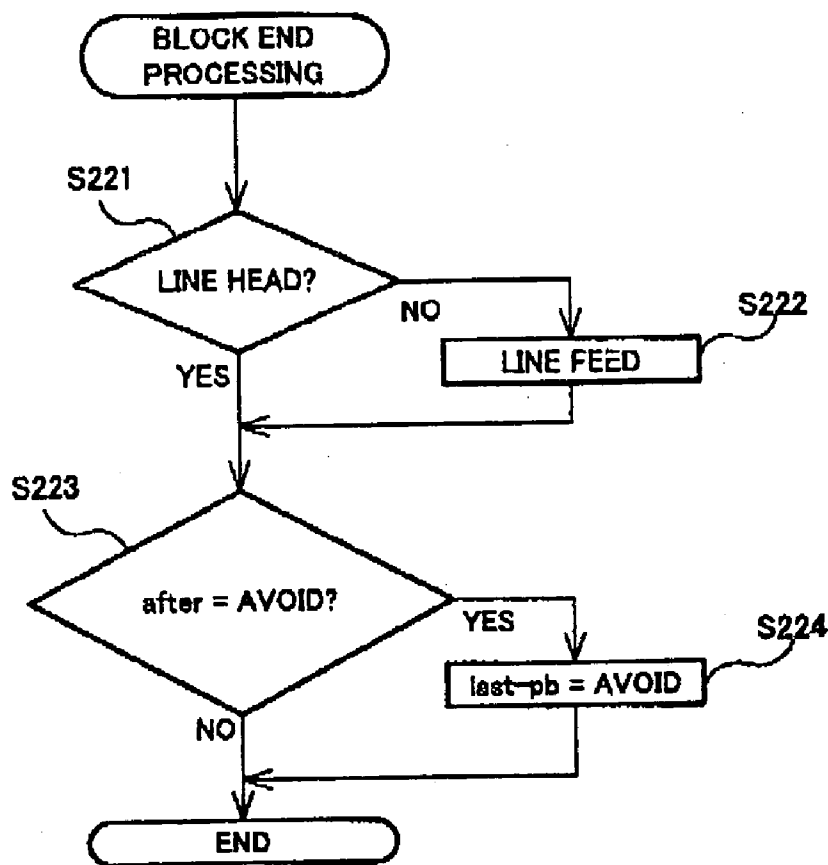 BLOCK END
PROCESSING
S221
LINE HEAD?
NO
S222
YES
LINE FEED
S223
after = AVOID?
YES
S224
last-pb = AVOID
NO
END